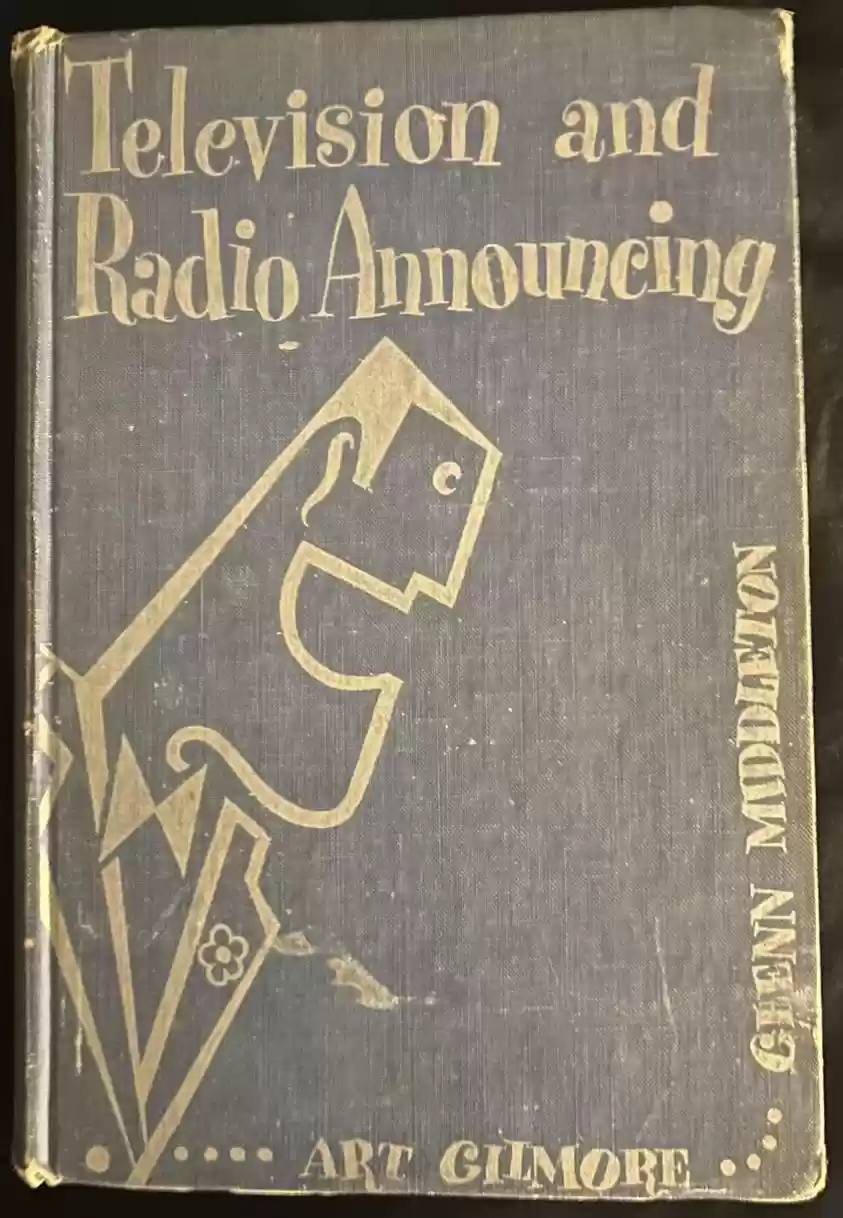 Television and
Radio Announcing
ART GILMORE
GLENN MIDDLETON